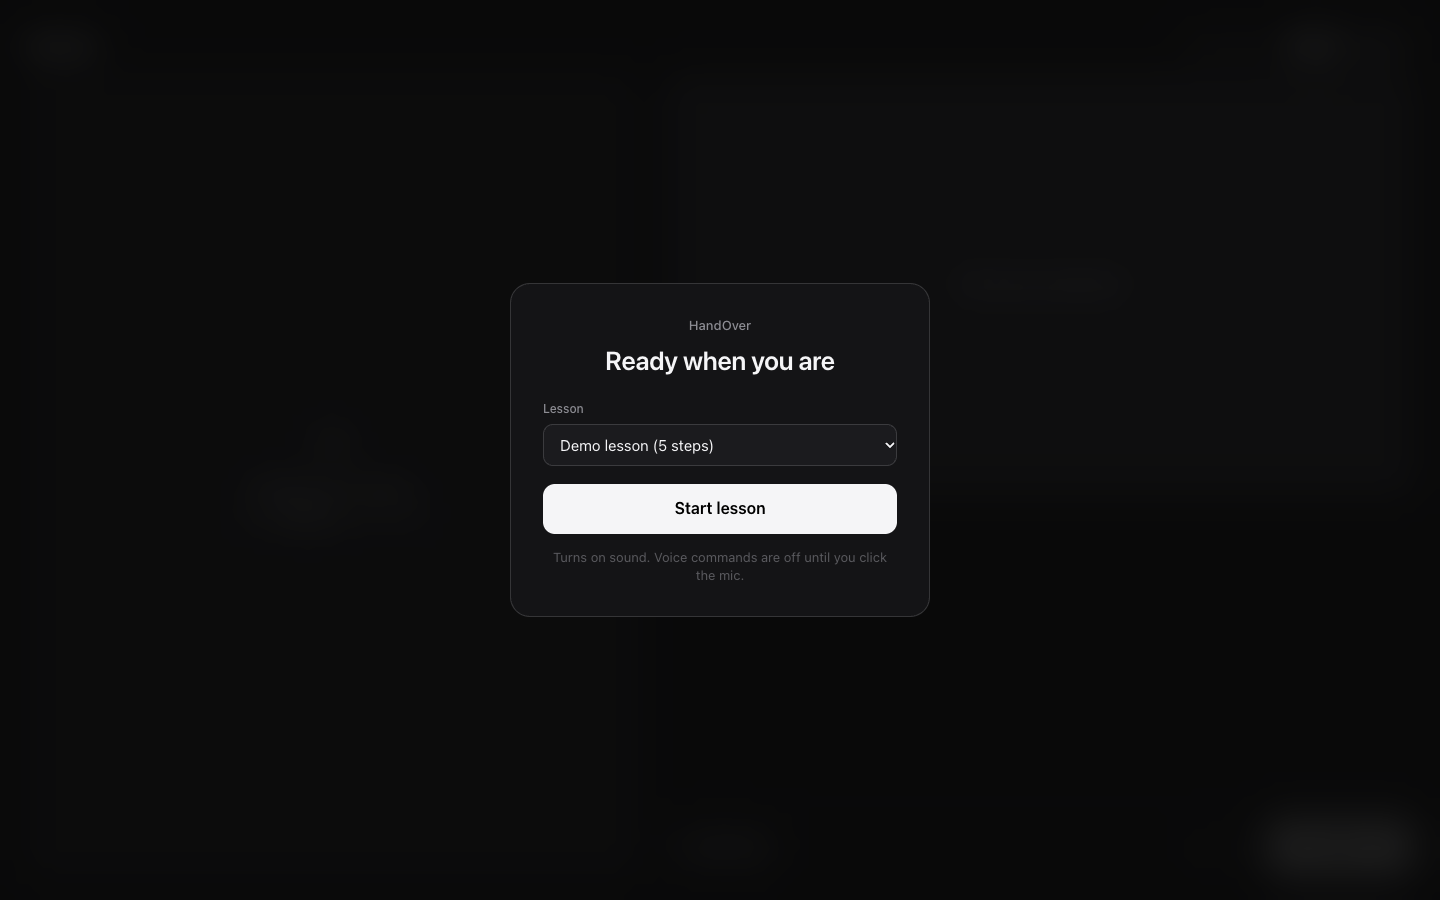 HandOver
Ready when you are
Lesson
Demo lesson (5 steps)
Start lesson
Turns on sound. Voice commands are off until you click
the mic.